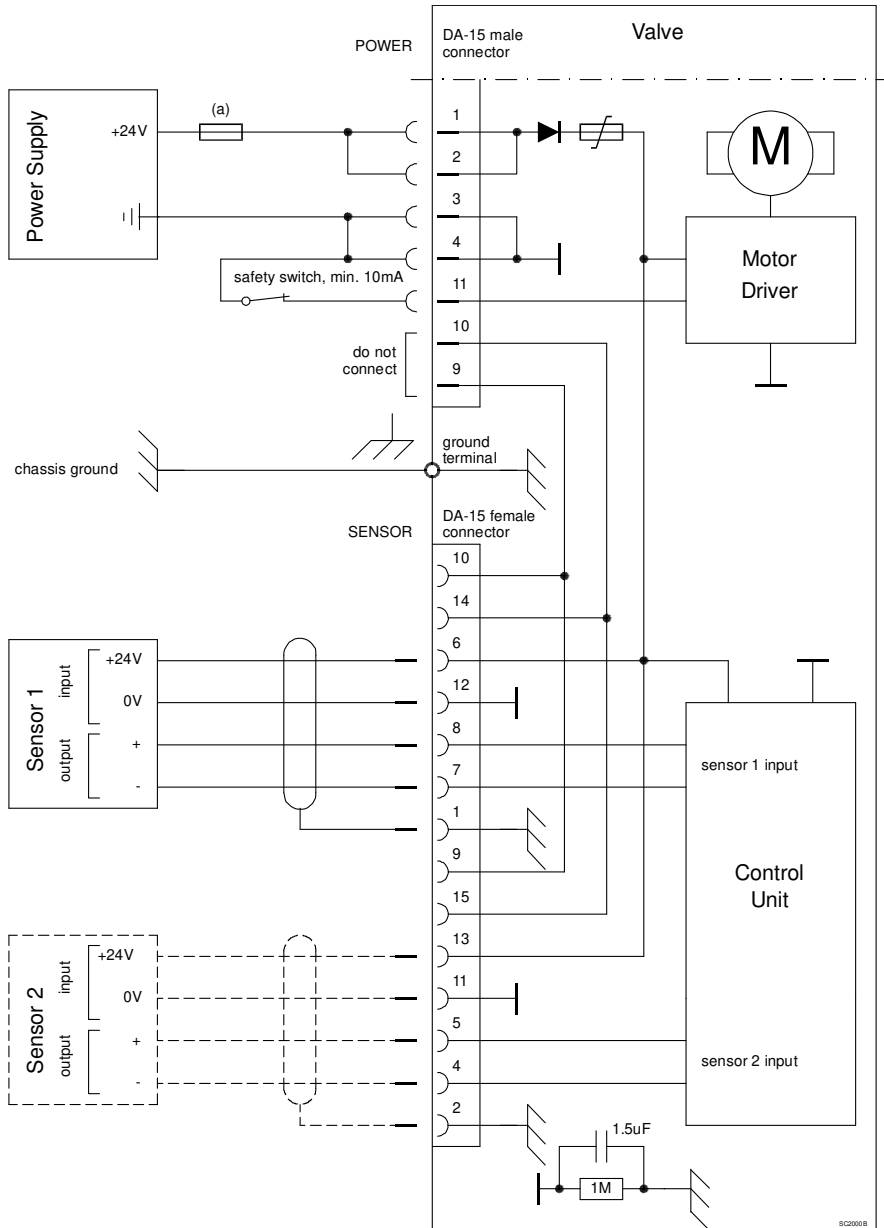 Valve
POWER
DA-15 male
connector
Power Supply
+24V
(a)
1
2
3
4
11
10
9
safety switch, min. 10mA
do not
connect
M
Motor
Driver
chassis ground
ground
terminal
SENSOR
DA-15 female
connector
10
14
6
12
8
7
1
9
15
13
11
5
4
2
Sensor 1
input
+24V
0V
output
+
-
sensor 1 input
Control
Unit
sensor 2 input
Sensor 2
input
+24V
0V
output
+
-
1.5uF
1M
SC2000B